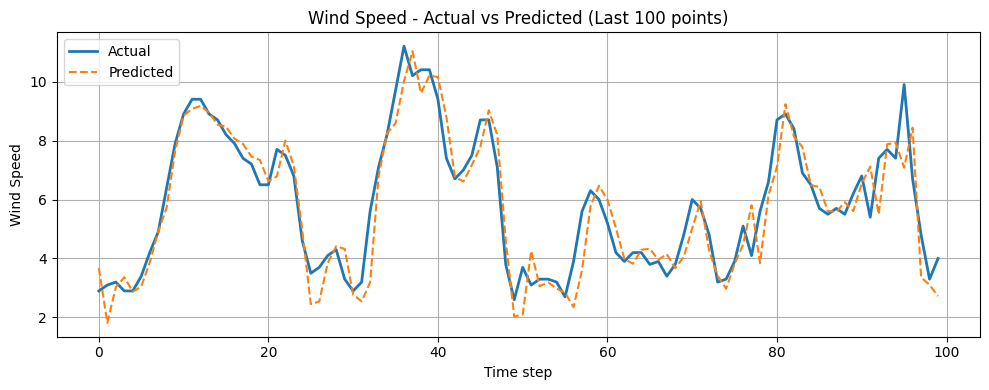 Wind Speed - Actual vs Predicted (Last 100 points)
Actual
Predicted
Wind Speed
10
8
6
4
2
0
20
40
60
80
100
Time step